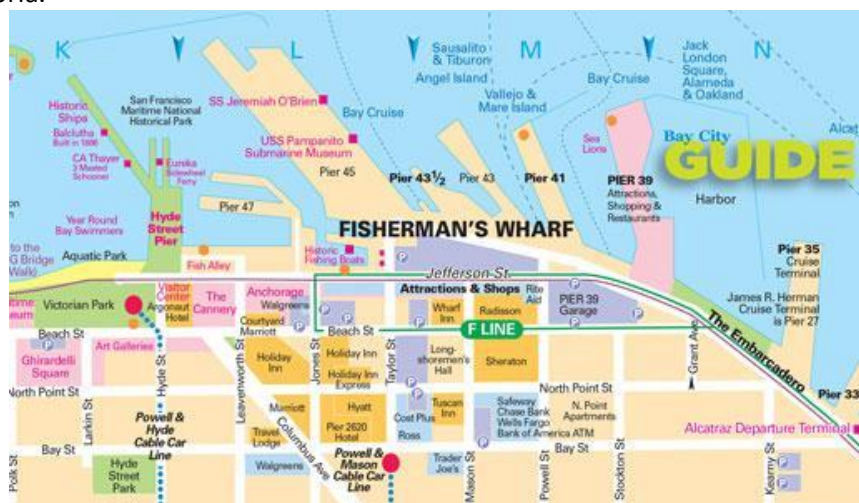 K
L
M
N
Sausalito
& Tiburon
Angel Island
Jack
London
Square,
Alameda
& Oakland
Vallejo &
Mare Island
Bay Cruise
Historic
Ships
Balclutha
Built in 1886
San Francisco
Maritime National
Historical Park
SS Jeremiah O'Brien
Bay Cruise
CA Thayer
3 Masted
Schooner
Eureka
Sidewheel
Ferry
USS Pampanito
Submarine Museum
Pier 45
Pier 43½
Pier 43
Pier 41
Sea
Lions
PIER 39
Attractions,
Shopping &
Restaurants
Bay City
GUIDE
Harbor
Pier 47
Year Round
Bay Swimmers
Hyde
Street
Pier
FISHERMAN'S WHARF
Pier 35
Cruise
Terminal
to the
G Bridge
Walk)
Aquatic Park
Fish Alley
Historic
Fishing Boats
P
Jefferson St
James R. Herman
Cruise Terminal
is Pier 27
Victorian Park
Visitor
Center
Argonaut
Hotel
The
Cannery
Anchorage
Walgreens
Courtyard
Marriott
Attractions & Shops
Rite
Aid
Wharf
Inn
Radisson
PIER 39
Garage
The Embarcadero
Beach St
Beach St
F LINE
Grant Ave
Ghirardelli
Square
Art Galleries
Hyde St
Leavenworth St
Holiday
Inn
Jones St
Holiday Inn
Holiday Inn
Express
Taylor St
Long-
shoremen's
Hall
Sheraton
North Point St
North Point St
Pier 33
Larkin St
Powell &
Hyde
Cable Car
Line
Marriott
Columbus Ave
Hyatt
Pier 2620
Hotel
Cost Plus
Ross
Tuscan
Inn
Safeway
Chase Bank
Wells Fargo
Bank of America ATM
N. Point
Apartments
Alcatraz Departure Terminal
Bay St
Bay St
Travel
Lodge
Walgreens
Powell &
Mason
Cable Car
Line
Trader
Joe's
Mason St
Powell St
Stockton St
Kearny St
Polk St
Hyde
Street
Park